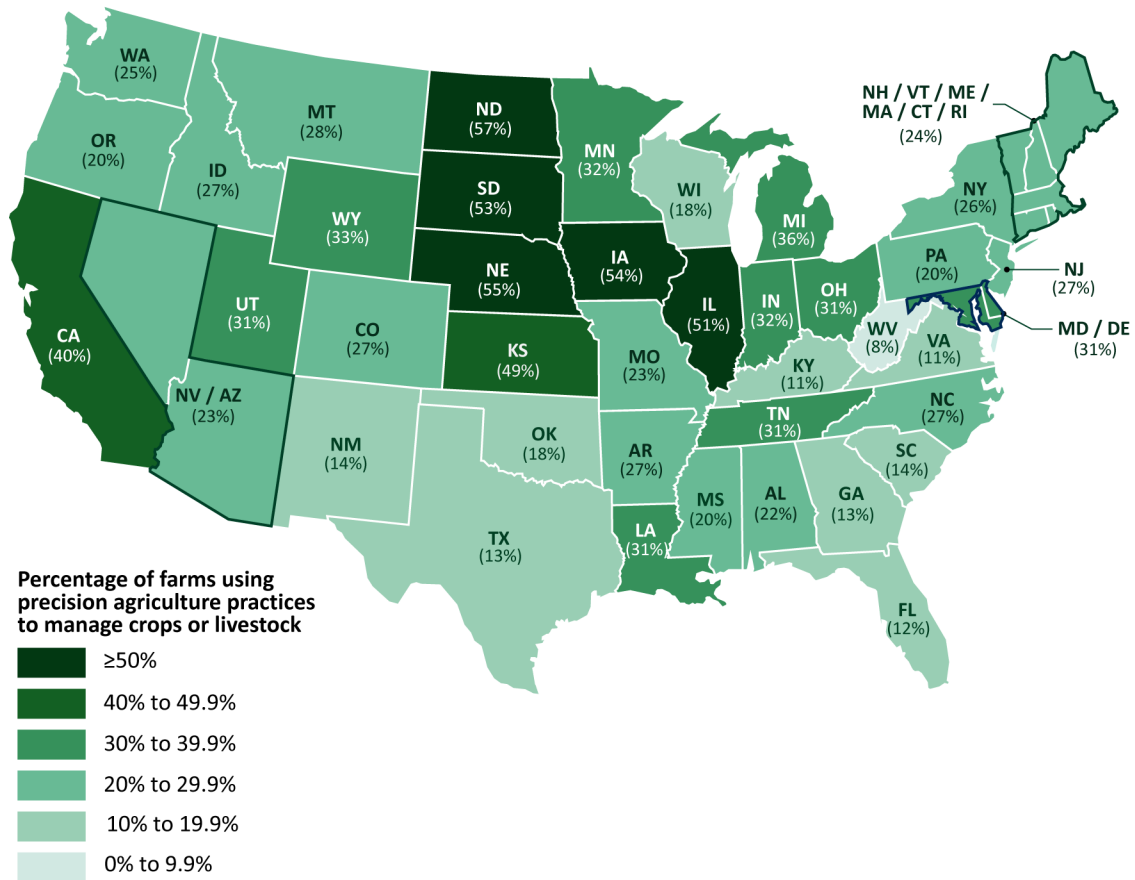 WA
(25%)
OR
(20%)
CA
(40%)
ID
(27%)
MT
(28%)
WY
(33%)
UT
(31%)
NV / AZ
(23%)
CO
(27%)
NM
(14%)
ND
(57%)
SD
(53%)
NE
(55%)
KS
(49%)
OK
(18%)
TX
(13%)
MN
(32%)
IA
(54%)
MO
(23%)
AR
(27%)
LA
(31%)
WI
(18%)
IL
(51%)
MI
(36%)
IN
(32%)
OH
(31%)
KY
(11%)
TN
(31%)
MS
(20%)
AL
(22%)
GA
(13%)
FL
(12%)
SC
(14%)
NC
(27%)
VA
(11%)
WV
(8%)
PA
(20%)
NY
(26%)
NH / VT / ME /
MA / CT / RI
(24%)
NJ
(27%)
MD / DE
(31%)
Percentage of farms using
precision agriculture practices
to manage crops or livestock
≥50%
40% to 49.9%
30% to 39.9%
20% to 29.9%
10% to 19.9%
0% to 9.9%